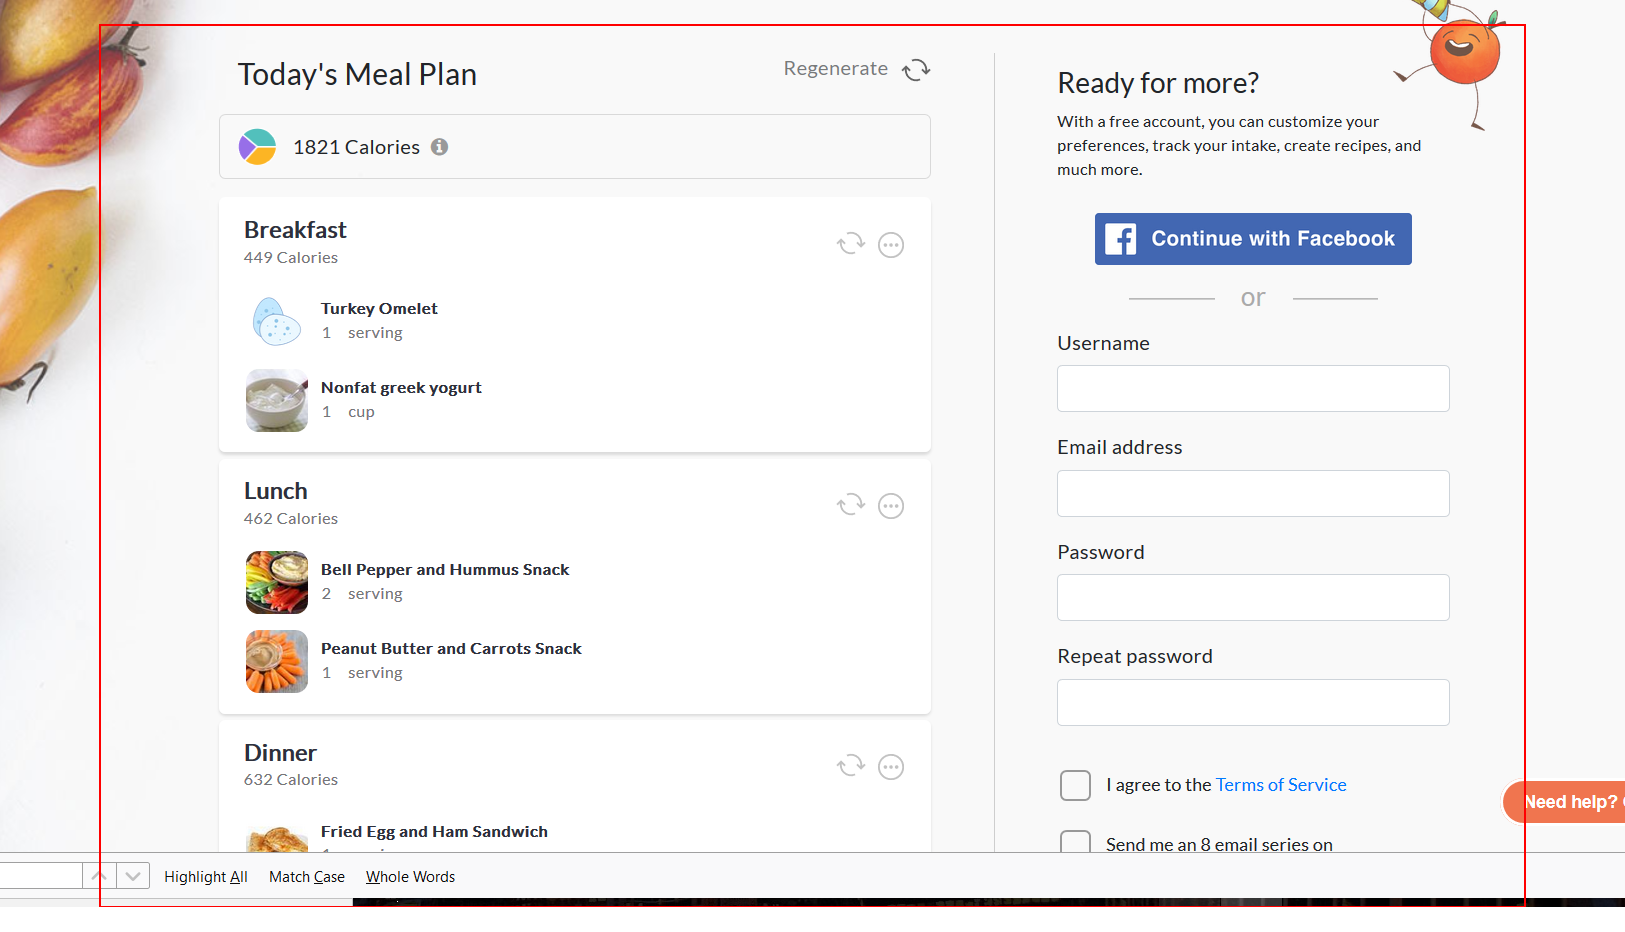 Today's Meal Plan
Regenerate
1821 Calories
Breakfast
449 Calories
Turkey Omelet
1 serving
Nonfat greek yogurt
1 cup
Lunch
462 Calories
Bell Pepper and Hummus Snack
2 serving
Peanut Butter and Carrots Snack
1 serving
Dinner
632 Calories
Fried Egg and Ham Sandwich
Ready for more?
With a free account, you can customize your
preferences, track your intake, create recipes, and
much more.
Continue with Facebook
or
Username
Email address
Password
Repeat password
I agree to the Terms of Service
Send me an 8 email series on
Need help?
Highlight All Match Case Whole Words